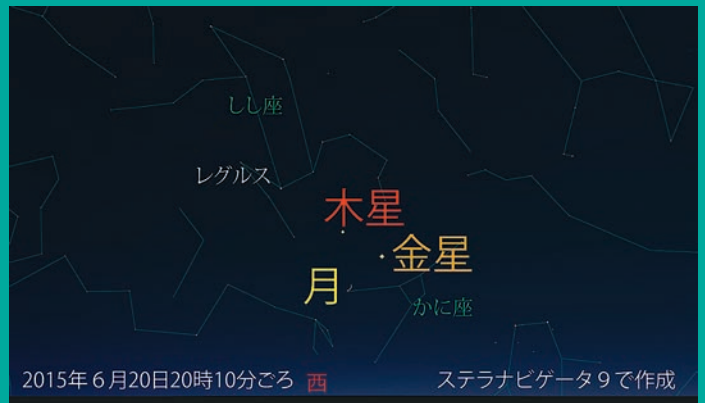 しし座
レグルス
木星
金星
月
かに座
2015年6月20日20時10分ごろ 西 ステラナビゲータ9で作成